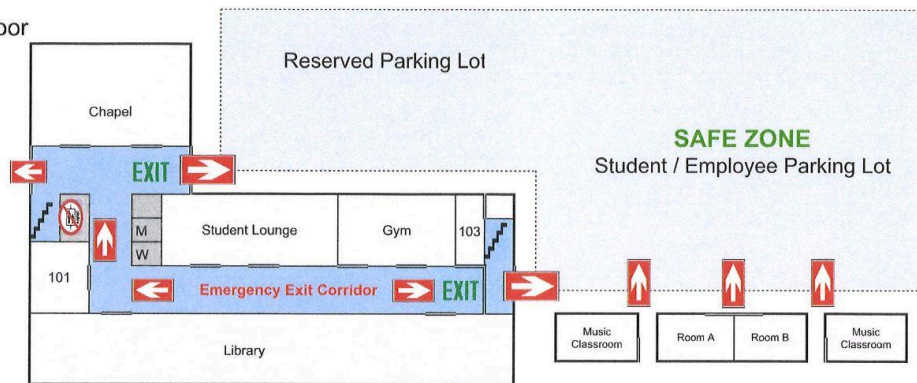 Reserved Parking Lot
Chapel
SAFE ZONE
Student / Employee Parking Lot
EXIT
M
Student Lounge
Gym
103
W
101
Emergency Exit Corridor
EXIT
Music
Classroom
Room A
Room B
Music
Classroom
Library